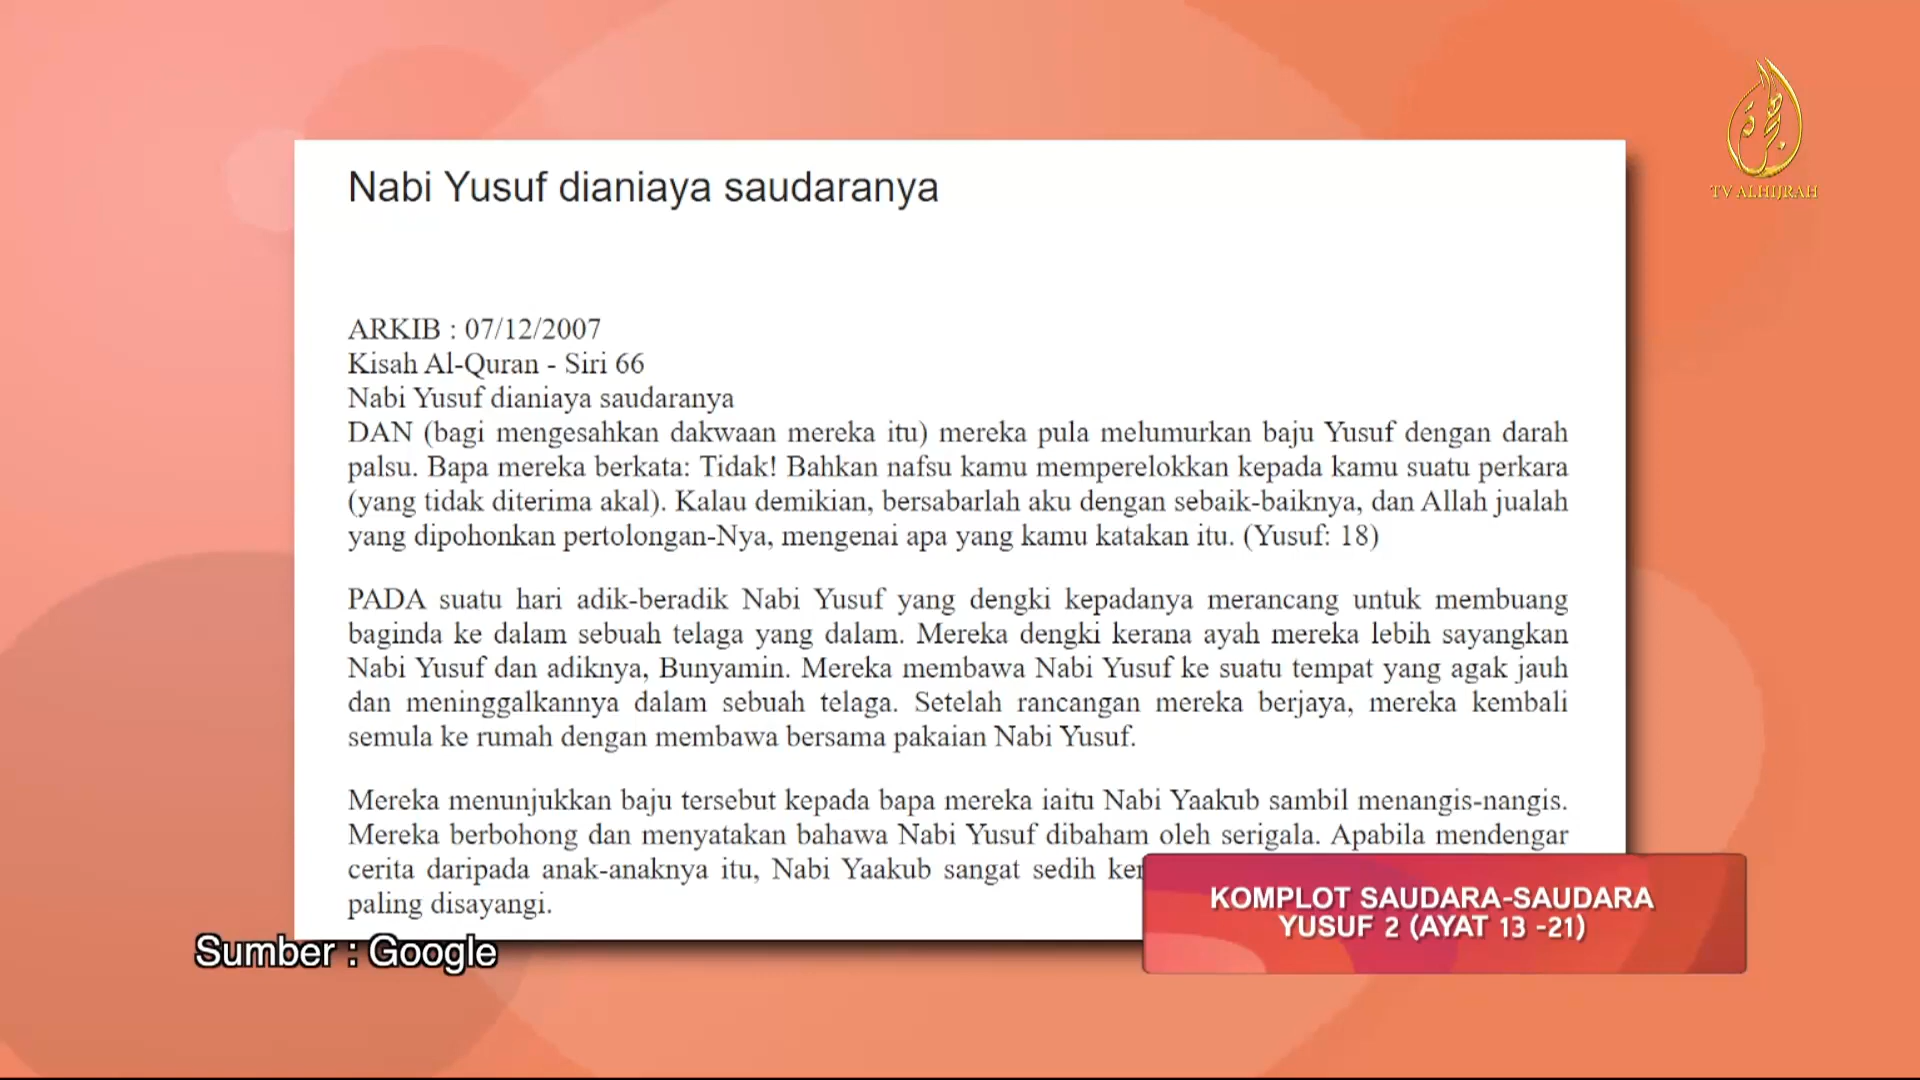 Nabi Yusuf dianiaya saudaranya
TV ALHIJRAH
ARKIB : 07/12/2007
Kisah Al-Quran - Siri 66
Nabi Yusuf dianiaya saudaranya
DAN (bagi mengesahkan dakwaan mereka itu) mereka pula melumurkan baju Yusuf dengan darah
palsu. Bapa mereka berkata: Tidak! Bahkan nafsu kamu memperelokkan kepada kamu suatu perkara
(yang tidak diterima akal). Kalau demikian, bersabarlah aku dengan sebaik-baiknya, dan Allah jualah
yang dipohonkan pertolongan-Nya, mengenai apa yang kamu katakan itu. (Yusuf: 18)
PADA suatu hari adik-beradik Nabi Yusuf yang dengki kepadanya merancang untuk membuang
baginda ke dalam sebuah telaga yang dalam. Mereka dengki kerana ayah mereka lebih sayangkan
Nabi Yusuf dan adiknya, Bunyamin. Mereka membawa Nabi Yusuf ke suatu tempat yang agak jauh
dan meninggalkannya dalam sebuah telaga. Setelah rancangan mereka berjaya, mereka kembali
semula ke rumah dengan membawa bersama pakaian Nabi Yusuf.
Mereka menunjukkan baju tersebut kepada bapa mereka iaitu Nabi Yaakub sambil menangis-nangis.
Mereka berbohong dan menyatakan bahawa Nabi Yusuf dibaham oleh serigala. Apabila mendengar
cerita daripada anak-anaknya itu, Nabi Yaakub sangat sedih
paling disayangi.
KOMPLOT SAUDARA-SAUDARA
YUSUF 2 (AYAT 13 -21)
Sumber : Google